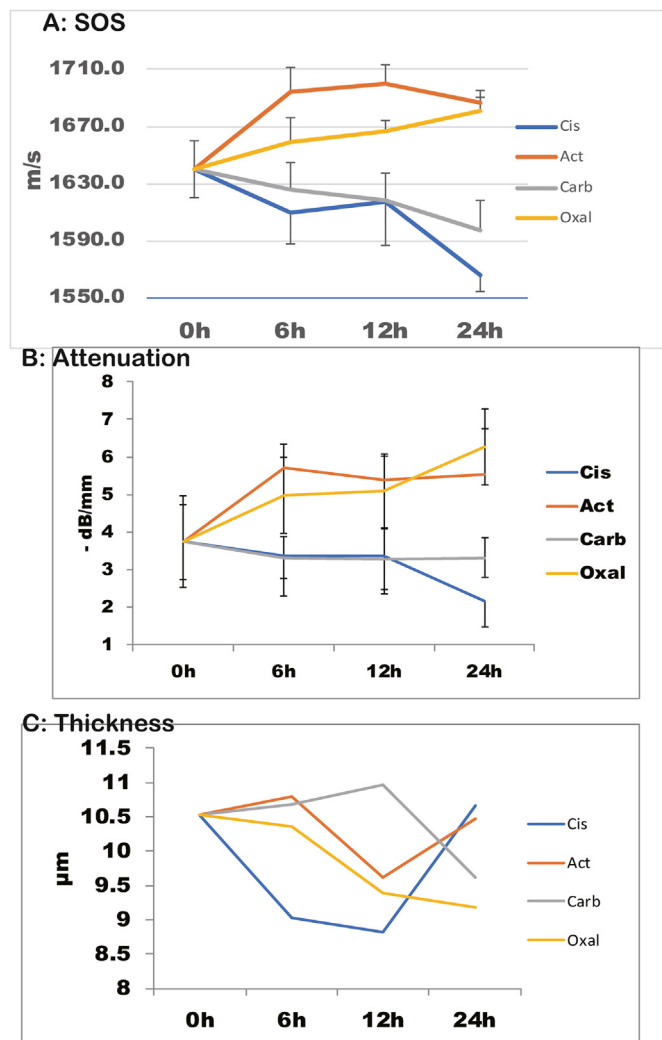 A: SOS
1710.0
1670.0
1630.0
1590.0
1550.0
m/s
0h 6h 12h 24h
Cis
Act
Carb
Oxal
B: Attenuation
8
7
6
5
4
3
2
1
- dB/mm
0h 6h 12h 24h
Cis
Act
Carb
Oxal
C: Thickness
11.5
11
10.5
10
9.5
9
8.5
8
µm
0h 6h 12h 24h
Cis
Act
Carb
Oxal